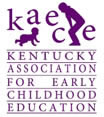 kaece
KENTUCKY
ASSOCIATION
FOR EARLY
CHILDHOOD
EDUCATION